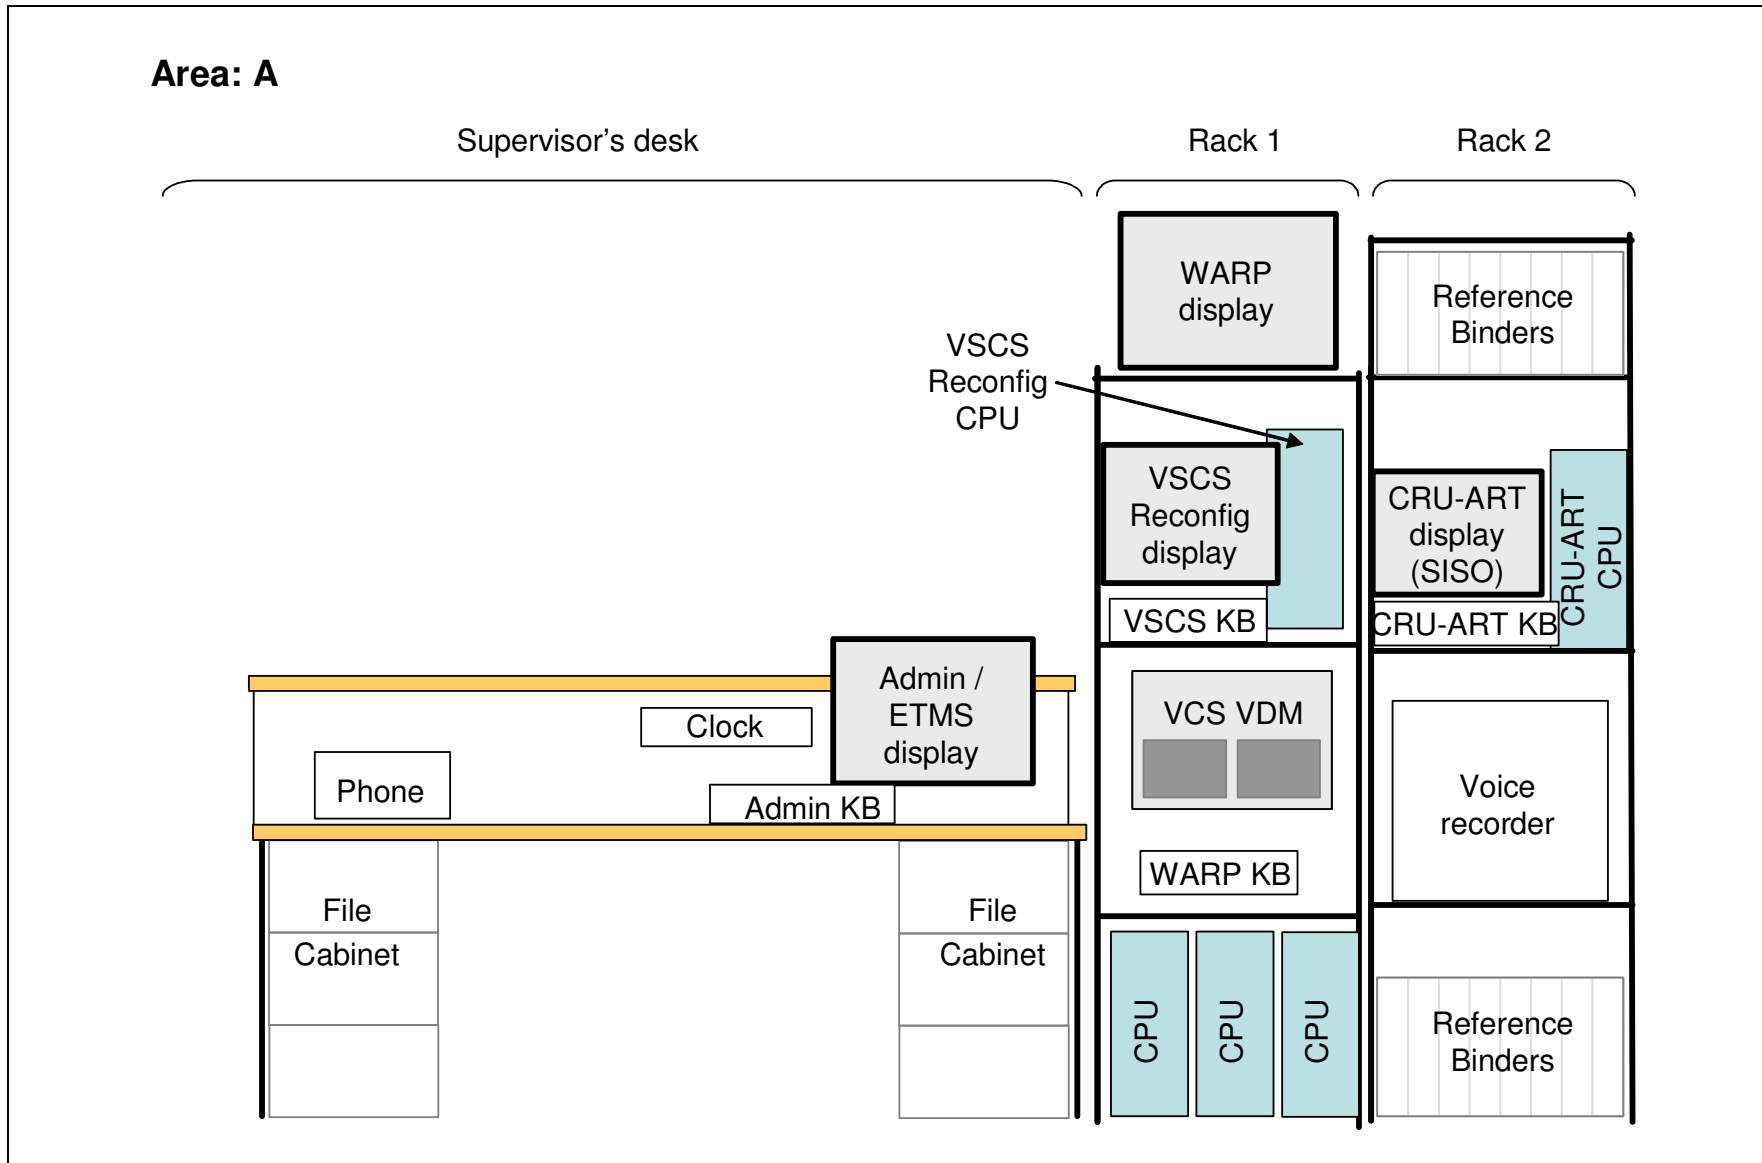 Area: A
Supervisor’s desk
Rack 1
Rack 2
WARP
display
Reference
Binders
VSCS
Reconfig
CPU
VSCS
Reconfig
display
VSCS KB
CRU-ART
display
(SISO)
CRU-ART
CPU
CRU-ART KB
Admin /
ETMS
display
Clock
Phone
Admin KB
VCS VDM
WARP KB
Voice
recorder
File
Cabinet
File
Cabinet
CPU
CPU
CPU
Reference
Binders